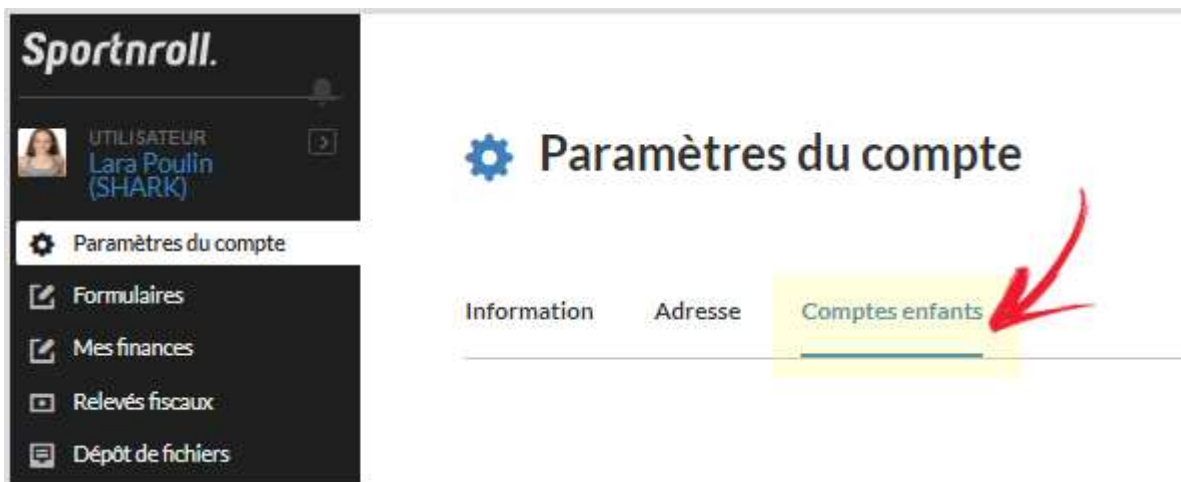 Sportnroll.
UTILISATEUR
Lara Poulin
(SHARK)
Paramètres du compte
Formulaires
Mes finances
Relevés fiscaux
Dépôt de fichiers
Paramètres du compte
Information Adresse Comptes enfants